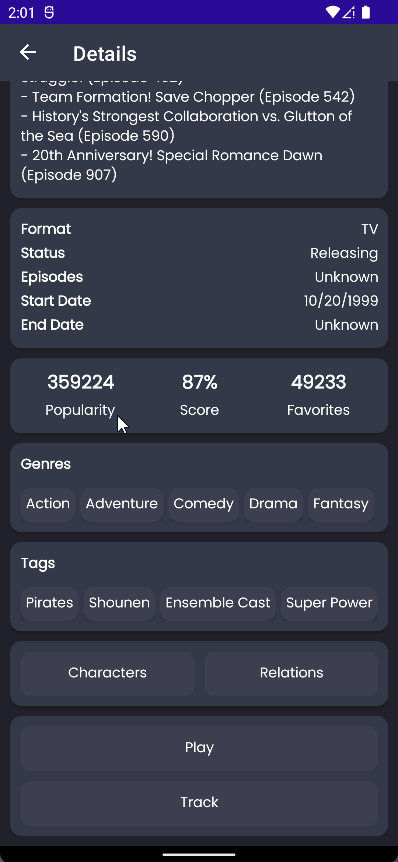 2:01
Details
- Team Formation! Save Chopper (Episode 542)
- History's Strongest Collaboration vs. Glutton of
the Sea (Episode 590)
- 20th Anniversary! Special Romance Dawn
(Episode 907)
Format TV
Status Releasing
Episodes Unknown
Start Date 10/20/1999
End Date Unknown
359224 87% 49233
Popularity Score Favorites
Genres
Action Adventure Comedy Drama Fantasy
Tags
Pirates Shounen Ensemble Cast Super Power
Characters Relations
Play
Track